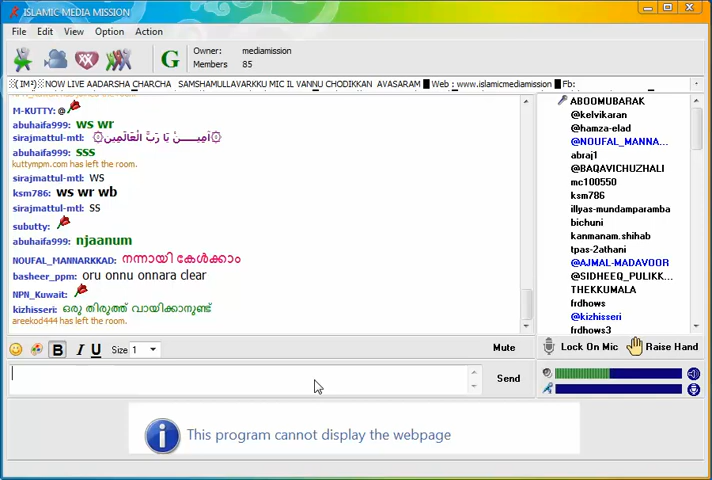 ISLAMIC MEDIA MISSION
File Edit View Option Action
G
Owner: mediamission
Members 85
۞( IM²) ۞NOW LIVE AADARSHA CHARCHA SAMSHAMULLAVARKKU MIC IL VANNU CHODIKKAN AVASARAM █ Web : www.islamicmediamission █ Fb:
M-KUTTY: @
abuhaifa999: ws wr
sirajmattul-mtl: ۞اٰمِيـــــنْ يَا رَبَّ الْعَالَمِين۞
abuhaifa999: sss
kuttympm.com has left the room.
sirajmattul-mtl: WS
ksm786: ws wr wb
sirajmattul-mtl: SS
subutty:
abuhaifa999: njaanum
NOUFAL_MANNARKKAD: നന്നായി കേൾക്കാം
basheer_ppm: oru onnu onnara clear
NPN_Kuwait:
kizhisseri: ഒരു തിരുത്ത് വായിക്കാനുണ്ട്
areekod444 has left the room.
ABOOMUBARAK
@kelvikaran
@hamza-elad
@NOUFAL_MANNA...
abraj1
@BAQAVICHUZHALI
mc100550
ksm786
illyas-mundamparamba
bichuni
kanmanam.shihab
tpas-2athani
@AJMAL-MADAVOOR
@SIDHEEQ_PULIKK...
THEKKUMALA
frdhows
@kizhisseri
frdhows3
B I U Size 1 Mute
Lock On Mic Raise Hand
Send
This program cannot display the webpage